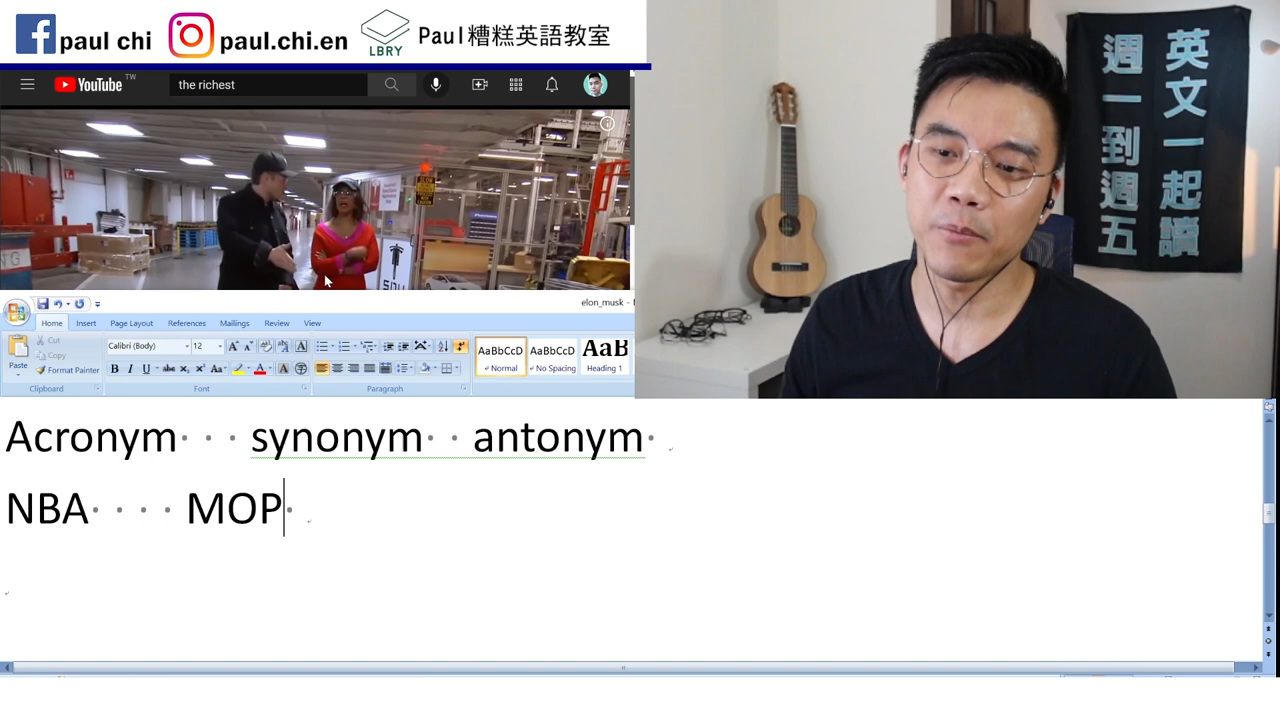 paul chi
paul.chi.en
LBRY
Paul糟糕英語教室
YouTube TW
the richest
elon_musk -
Home Insert Page Layout References Mailings Review View
Cut
Copy
Format Painter
Paste
Calibri (Body) 12
AaBbCcD AaBbCcD AaB
Normal No Spacing Heading 1
Clipboard Font Paragraph
Acronym synonym antonym
NBA MOP
英文一起讀
週一到週五